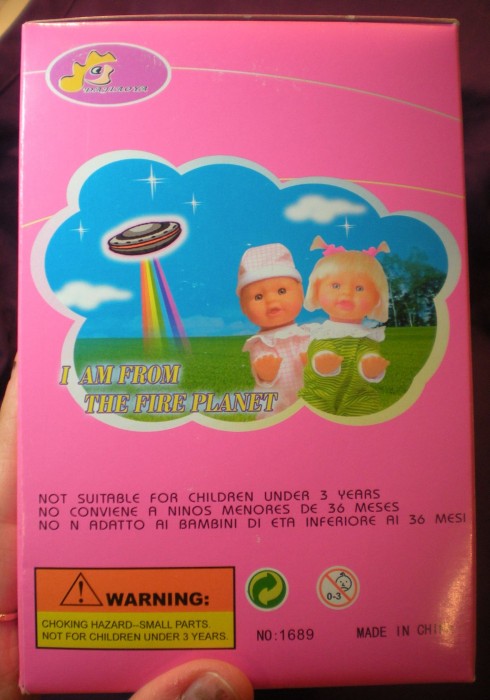 I AM FROM
THE FIRE PLANET
NOT SUITABLE FOR CHILDREN UNDER 3 YEARS
NO CONVIENE A NINOS MENORES DE 36 MESES
NO N ADATTO AI BAMBINI DI ETA INFERIORE AI 36 MESI
WARNING:
CHOKING HAZARD--SMALL PARTS.
NOT FOR CHILDREN UNDER 3 YEARS.
0-3
NO:1689
MADE IN CHINA